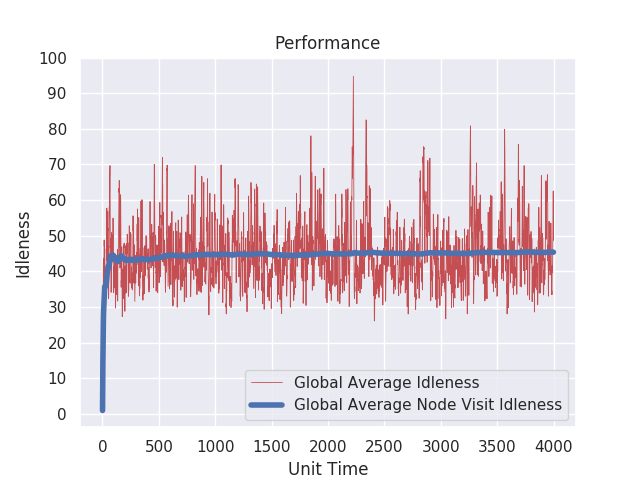 Performance
100
90
80
70
60
50
40
30
20
10
0
Idleness
0 500 1000 1500 2000 2500 3000 3500 4000
Unit Time
Global Average Idleness
Global Average Node Visit Idleness